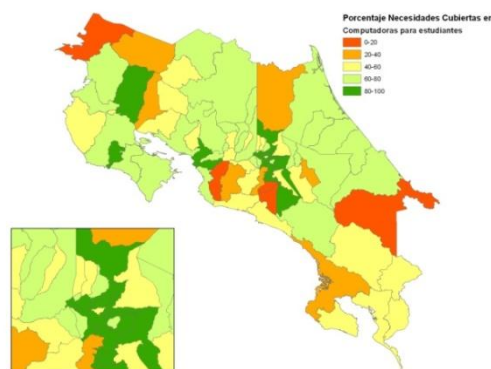 Porcentaje Necesidades Cubiertas en
Computadoras para estudiantes
0-20
20-40
40-60
60-80
80-100